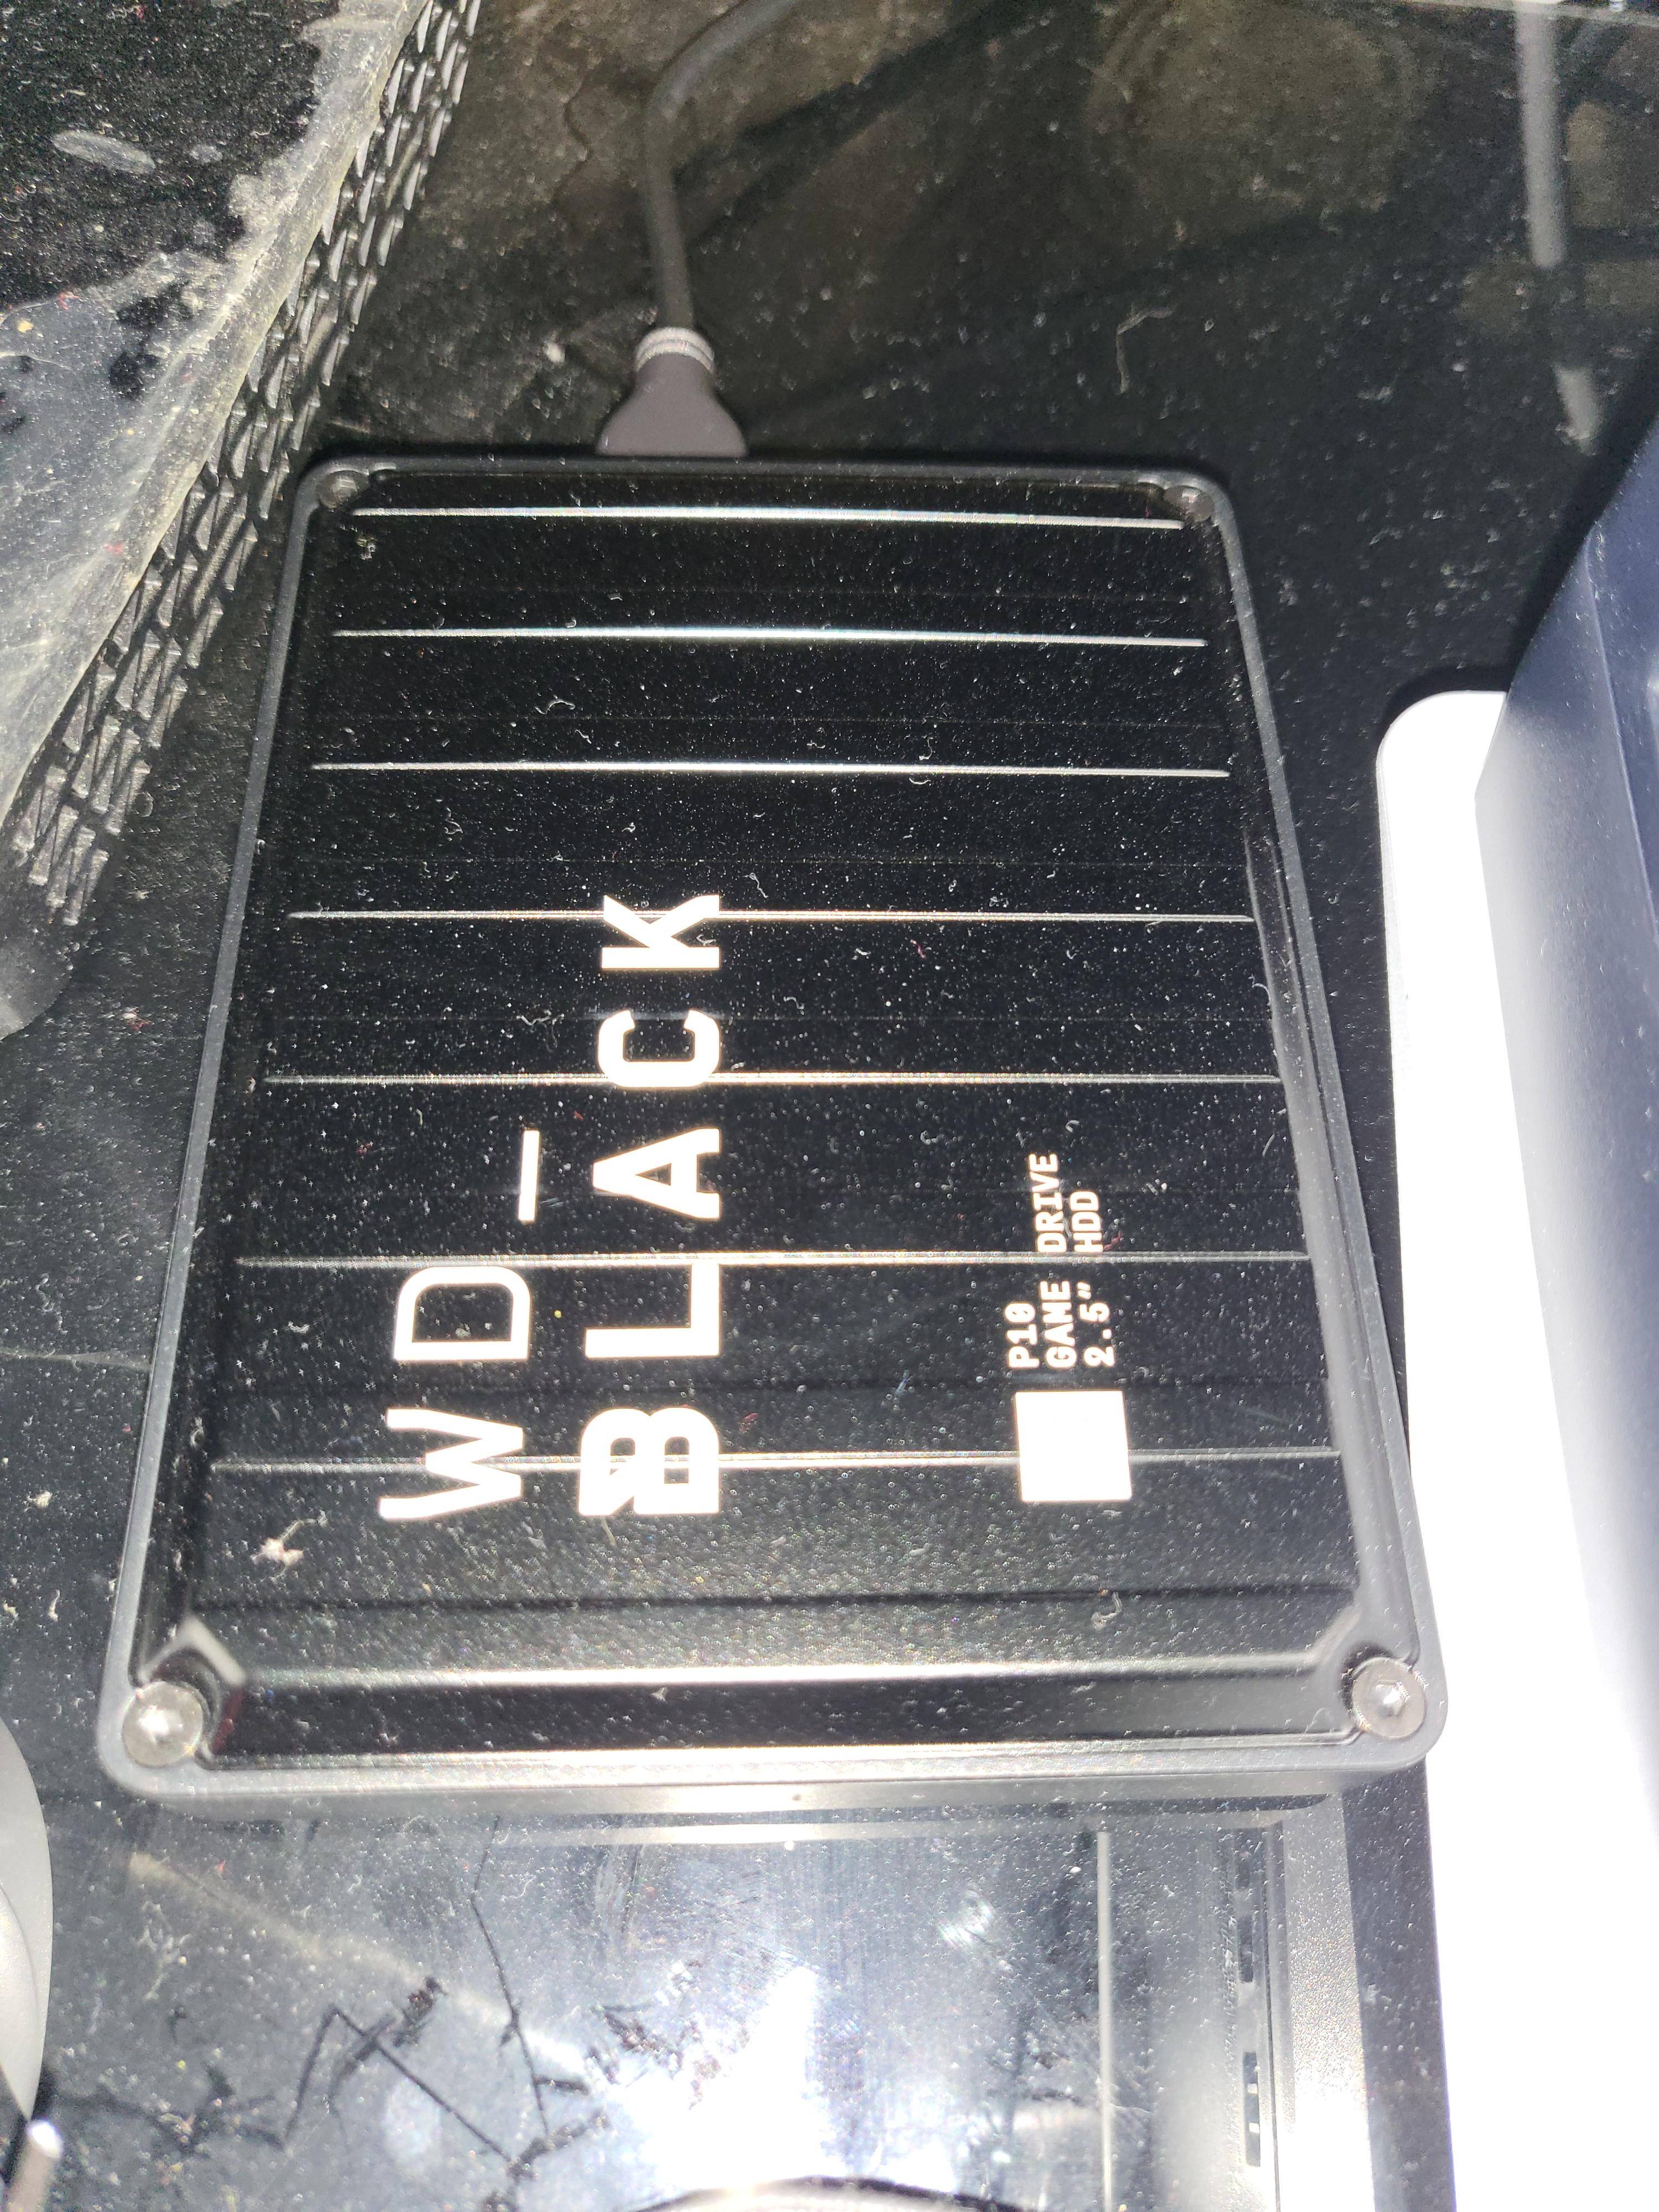 WD_
BLACK
P10
GAME DRIVE
2.5" HDD